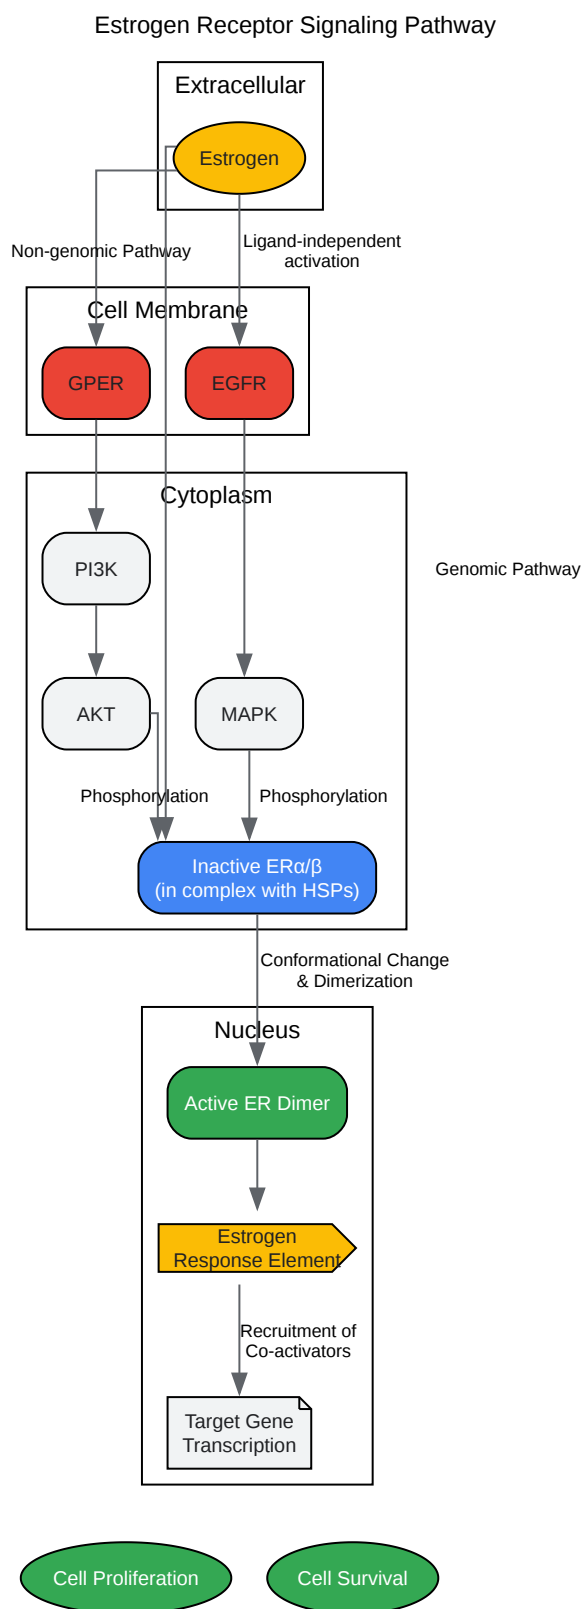 Estrogen Receptor Signaling Pathway
Extracellular
Estrogen
Non-genomic Pathway
Ligand-independent
activation
Cell Membrane
GPER
EGFR
Cytoplasm
PI3K
Genomic Pathway
AKT
MAPK
Phosphorylation
Phosphorylation
Inactive ERα/β
(in complex with HSPs)
Conformational Change
& Dimerization
Nucleus
Active ER Dimer
Estrogen
Response Element
Recruitment of
Co-activators
Target Gene
Transcription
Cell Proliferation
Cell Survival